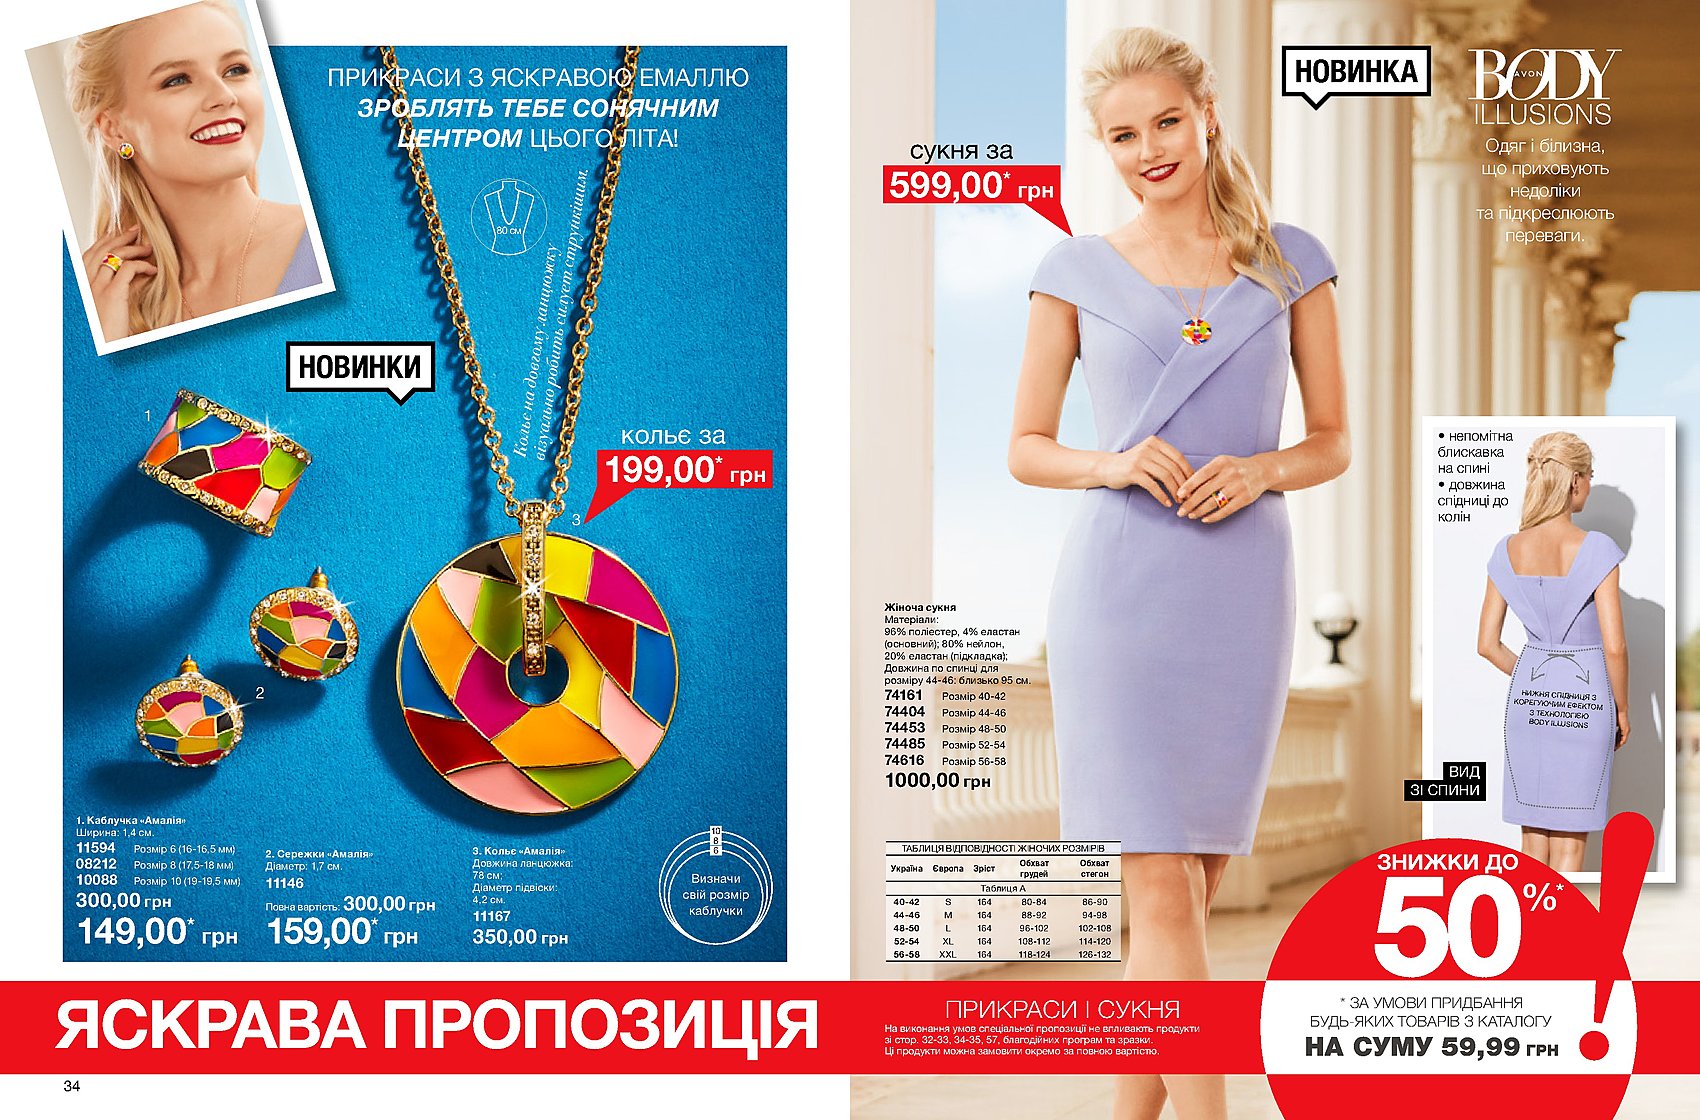 ПРИКРАСИ З ЯСКРАВОЮ ЕМАЛЛЮ
ЗРОБЛЯТЬ ТЕБЕ СОНЯЧНИМ
ЦЕНТРОМ ЦЬОГО ЛІТА!
80 см
Кольє на довгому ланцюжку
візуально робить силует стрункішим.
НОВИНКИ
1
кольє за
199,00* грн
3
2
1. Каблучка «Амалія»
Ширина: 1,4 см.
11594 Розмір 6 (16-16,5 мм)
08212 Розмір 8 (17,5-18 мм)
10088 Розмір 10 (19-19,5 мм)
300,00 грн
149,00* грн
2. Сережки «Амалія»
Діаметр: 1,7 см.
11146
Повна вартість: 300,00 грн
159,00* грн
3. Кольє «Амалія»
Довжина ланцюжка:
78 см;
Діаметр підвіски:
4,2 см.
11167
350,00 грн
10
8
6
Визначи
свій розмір
каблучки
ЯСКРАВА ПРОПОЗИЦІЯ
34
НОВИНКА
BODY
AVON
ILLUSIONS
Одяг і білизна,
що приховують
недоліки
та підкреслюють
переваги.
сукня за
599,00* грн
• непомітна
блискавка
на спині
• довжина
спідниці до
колін
НИЖНЯ СПІДНИЦЯ З
КОРЕГУЮЧИМ ЕФЕКТОМ
З ТЕХНОЛОГІЄЮ
BODY ILLUSIONS
ВИД
ЗІ СПИНИ
Жіноча сукня
Матеріали:
96% поліестер, 4% еластан
(основний); 80% нейлон,
20% еластан (підкладка);
Довжина по спинці для
розміру 44-46: близько 95 см.
74161 Розмір 40-42
74404 Розмір 44-46
74453 Розмір 48-50
74485 Розмір 52-54
74616 Розмір 56-58
1000,00 грн
ТАБЛИЦЯ ВІДПОВІДНОСТІ ЖІНОЧИХ РОЗМІРІВ
Україна Європа Зріст Обхват грудей Обхват стегон
Таблиця А
40-42 S 164 80-84 86-90
44-46 M 164 88-92 94-98
48-50 L 164 96-102 102-108
52-54 XL 164 108-112 114-120
56-58 XXL 164 118-124 126-132
ЗНИЖКИ ДО
50%*
!
* ЗА УМОВИ ПРИДБАННЯ
БУДЬ-ЯКИХ ТОВАРІВ З КАТАЛОГУ
НА СУМУ 59,99 ГРН
ПРИКРАСИ І СУКНЯ
На виконання умов спеціальної пропозиції не впливають продукти
зі стор. 32-33, 34-35, 57, благодійних програм та зразки.
Ці продукти можна замовити окремо за повною вартістю.